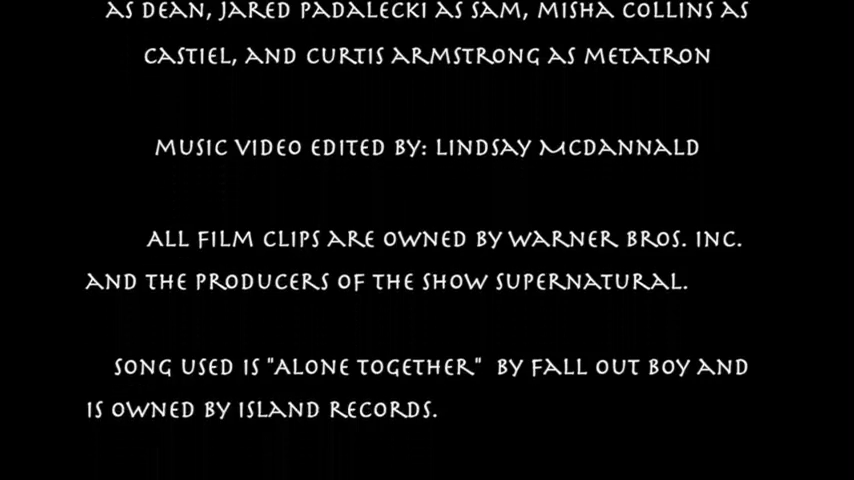 AS DEAN, JARED PADALECKI AS SAM, MISHA COLLINS AS
CASTIEL, AND CURTIS ARMSTRONG AS METATRON
MUSIC VIDEO EDITED BY: LINDSAY MCDANNALD
ALL FILM CLIPS ARE OWNED BY WARNER BROS. INC.
AND THE PRODUCERS OF THE SHOW SUPERNATURAL.
SONG USED IS "ALONE TOGETHER" BY FALL OUT BOY AND
IS OWNED BY ISLAND RECORDS.